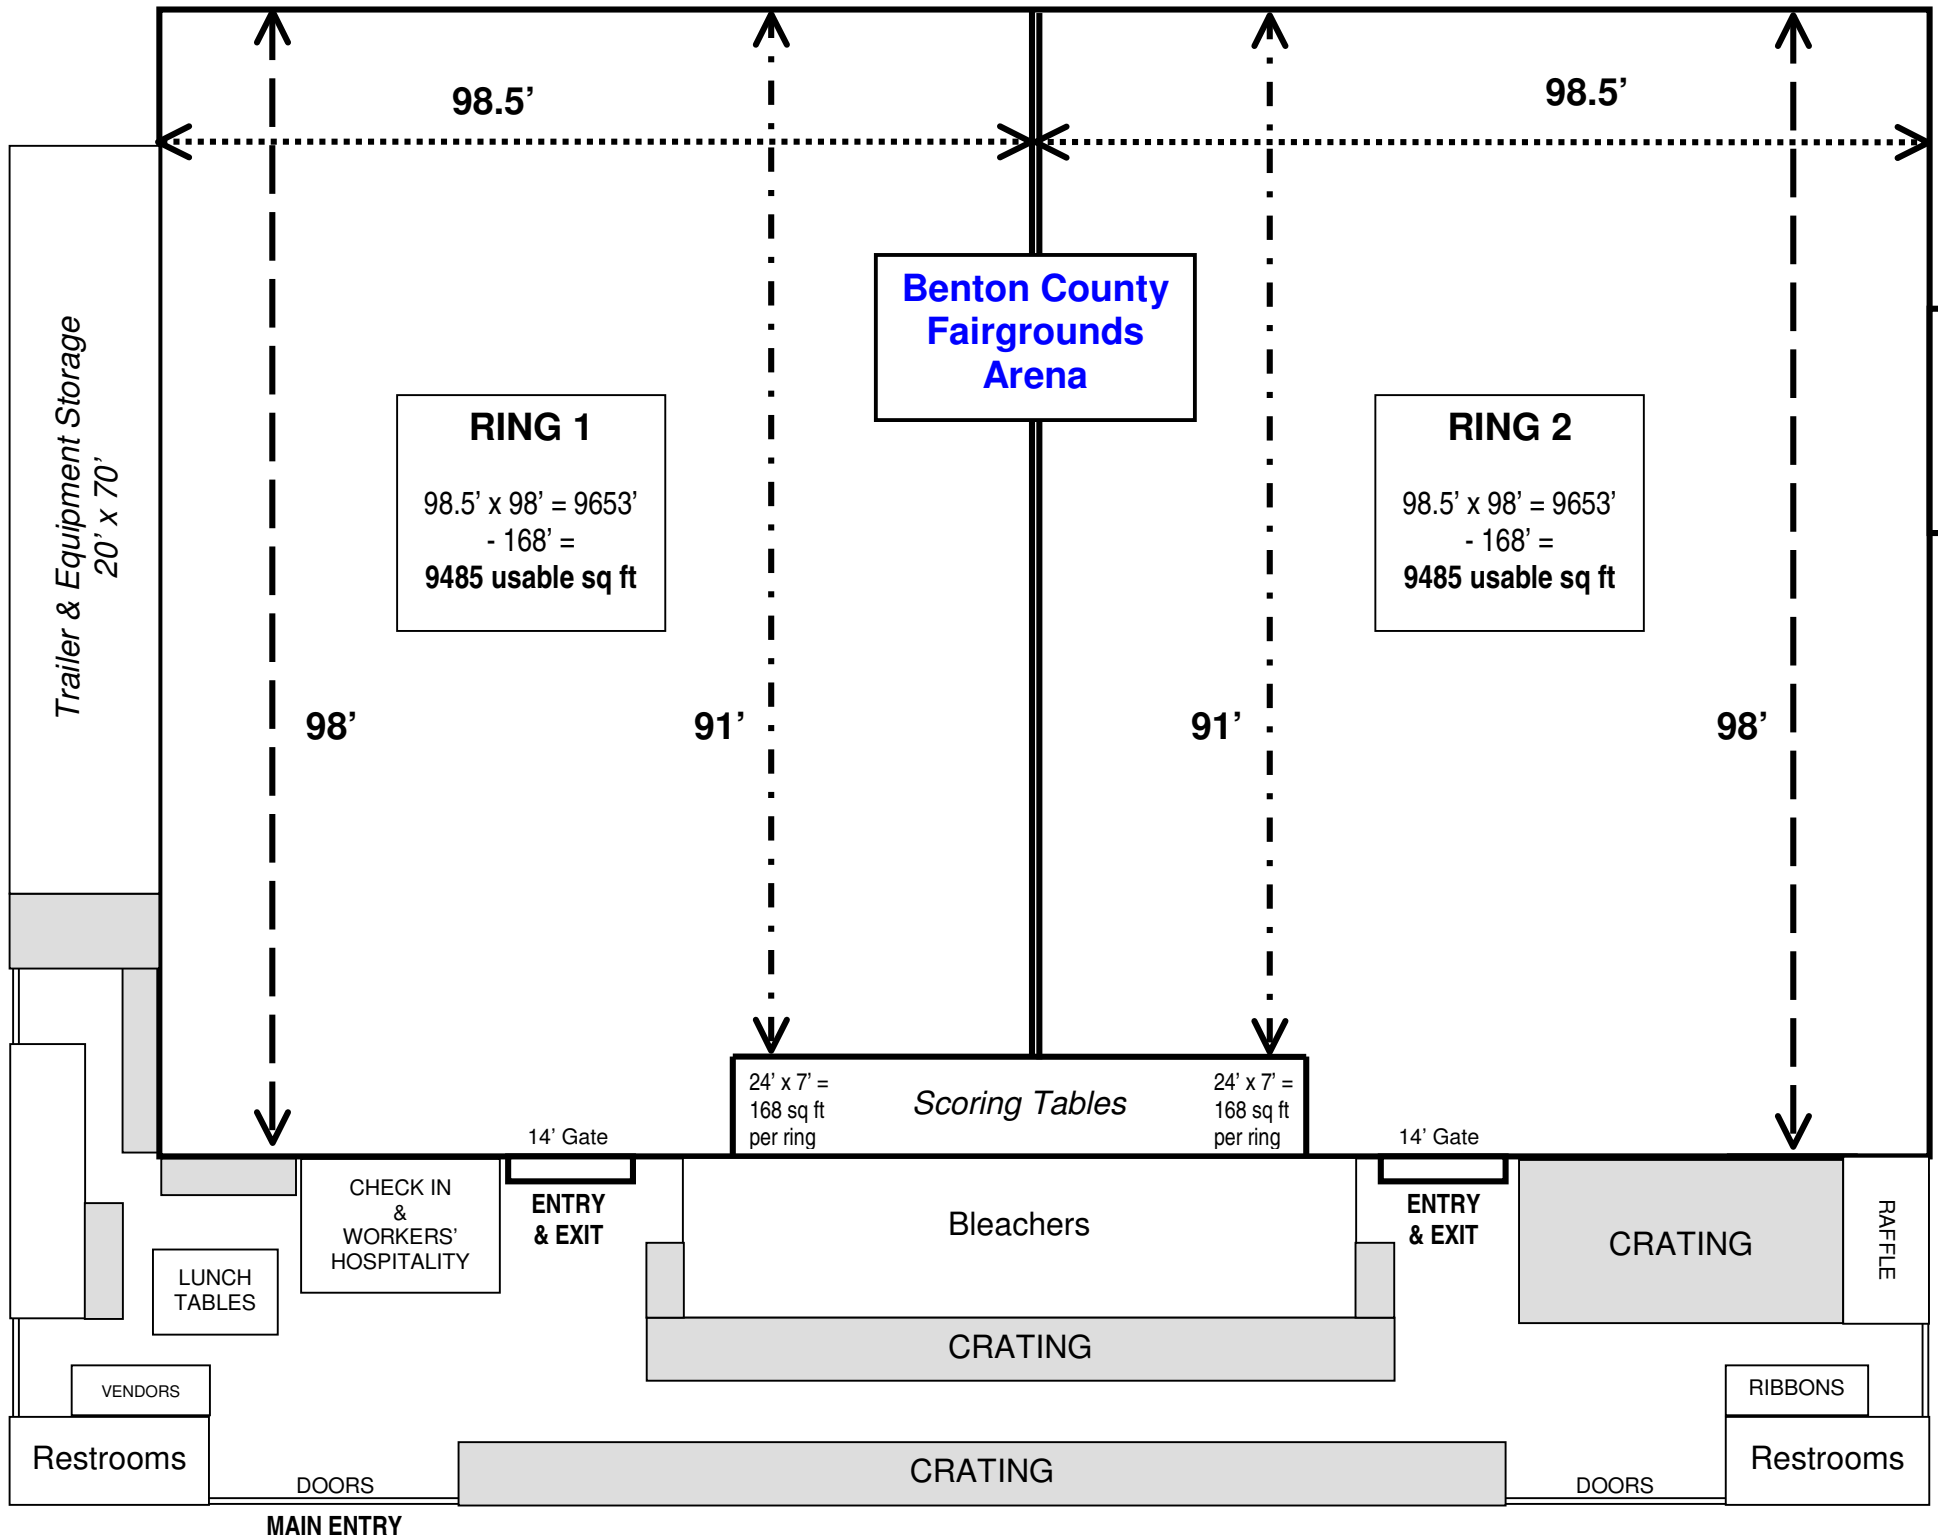 98.5’
98.5’
Benton County
Fairgrounds
Arena
Trailer & Equipment Storage
20’ x 70’
RING 1
98.5’ x 98’ = 9653’
- 168’ =
9485 usable sq ft
RING 2
98.5’ x 98’ = 9653’
- 168’ =
9485 usable sq ft
98’
91’
91’
98’
24’ x 7’ =
168 sq ft
per ring
Scoring Tables
24’ x 7’ =
168 sq ft
per ring
14’ Gate
14’ Gate
CHECK IN
&
WORKERS’
HOSPITALITY
ENTRY
& EXIT
Bleachers
ENTRY
& EXIT
CRATING
RAFFLE
LUNCH
TABLES
CRATING
VENDORS
RIBBONS
Restrooms
DOORS
CRATING
DOORS
Restrooms
MAIN ENTRY